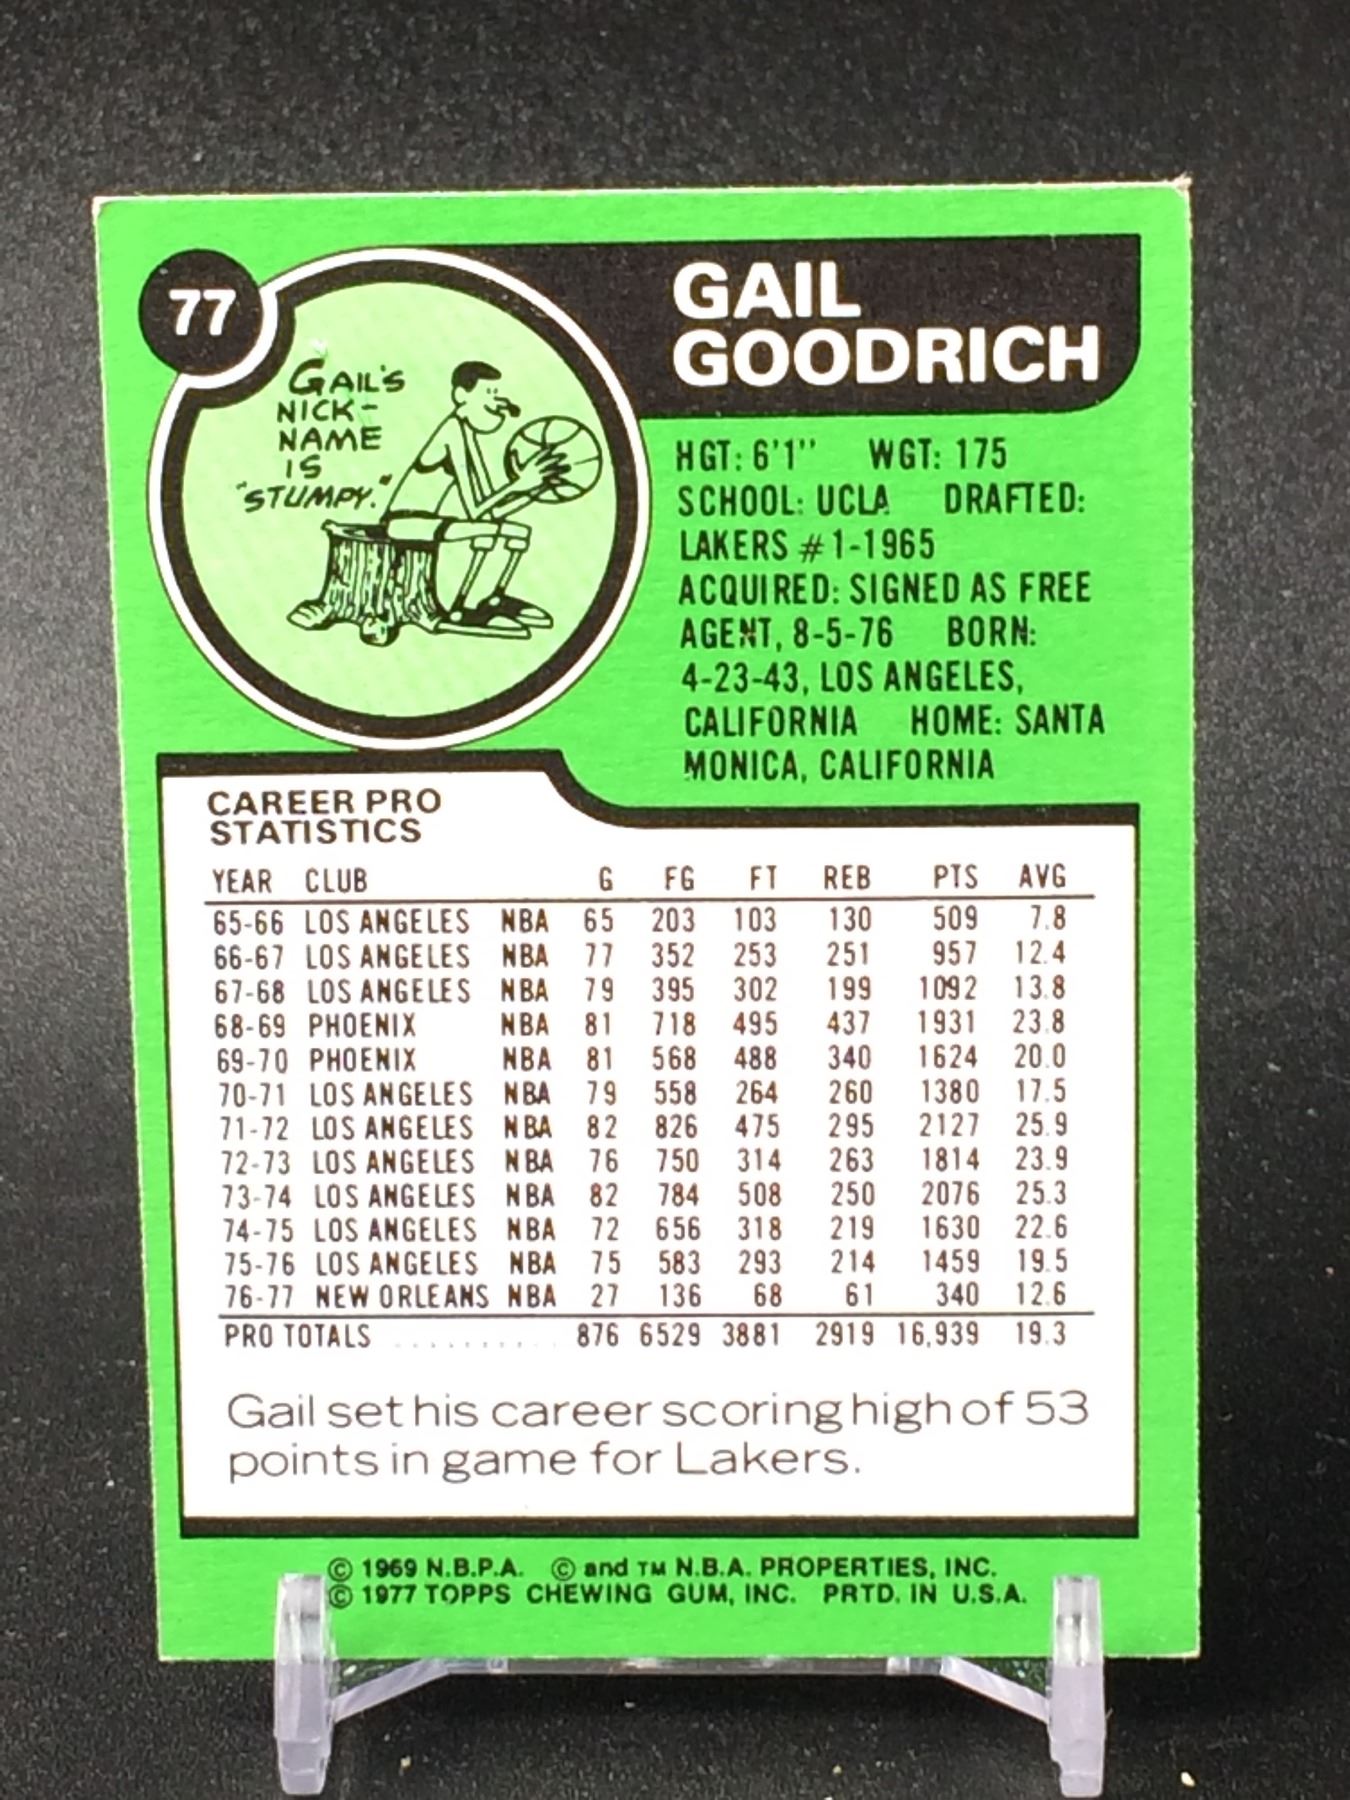 77
GAIL
GOODRICH
GAIL'S
NICK-
NAME
IS
"STUMPY."
HGT: 6'1" WGT: 175
SCHOOL: UCLA DRAFTED:
LAKERS #1-1965
ACQUIRED: SIGNED AS FREE
AGENT, 8-5-76 BORN:
4-23-43, LOS ANGELES,
CALIFORNIA HOME: SANTA
MONICA, CALIFORNIA
CAREER PRO
STATISTICS
YEAR CLUB G FG FT REB PTS AVG
65-66 LOS ANGELES NBA 65 203 103 130 509 7.8
66-67 LOS ANGELES NBA 77 352 253 251 957 12.4
67-68 LOS ANGELES NBA 79 395 302 199 1092 13.8
68-69 PHOENIX NBA 81 718 495 437 1931 23.8
69-70 PHOENIX NBA 81 568 488 340 1624 20.0
70-71 LOS ANGELES NBA 79 558 264 260 1380 17.5
71-72 LOS ANGELES NBA 82 826 475 295 2127 25.9
72-73 LOS ANGELES NBA 76 750 314 263 1814 23.9
73-74 LOS ANGELES NBA 82 784 508 250 2076 25.3
74-75 LOS ANGELES NBA 72 656 318 219 1630 22.6
75-76 LOS ANGELES NBA 75 583 293 214 1459 19.5
76-77 NEW ORLEANS NBA 27 136 68 61 340 12.6
PRO TOTALS .......... 876 6529 3881 2919 16,939 19.3
Gail set his career scoring high of 53
points in game for Lakers.
© 1969 N.B.P.A. © and TM N.B.A. PROPERTIES, INC.
© 1977 TOPPS CHEWING GUM, INC. PRTD. IN U.S.A.